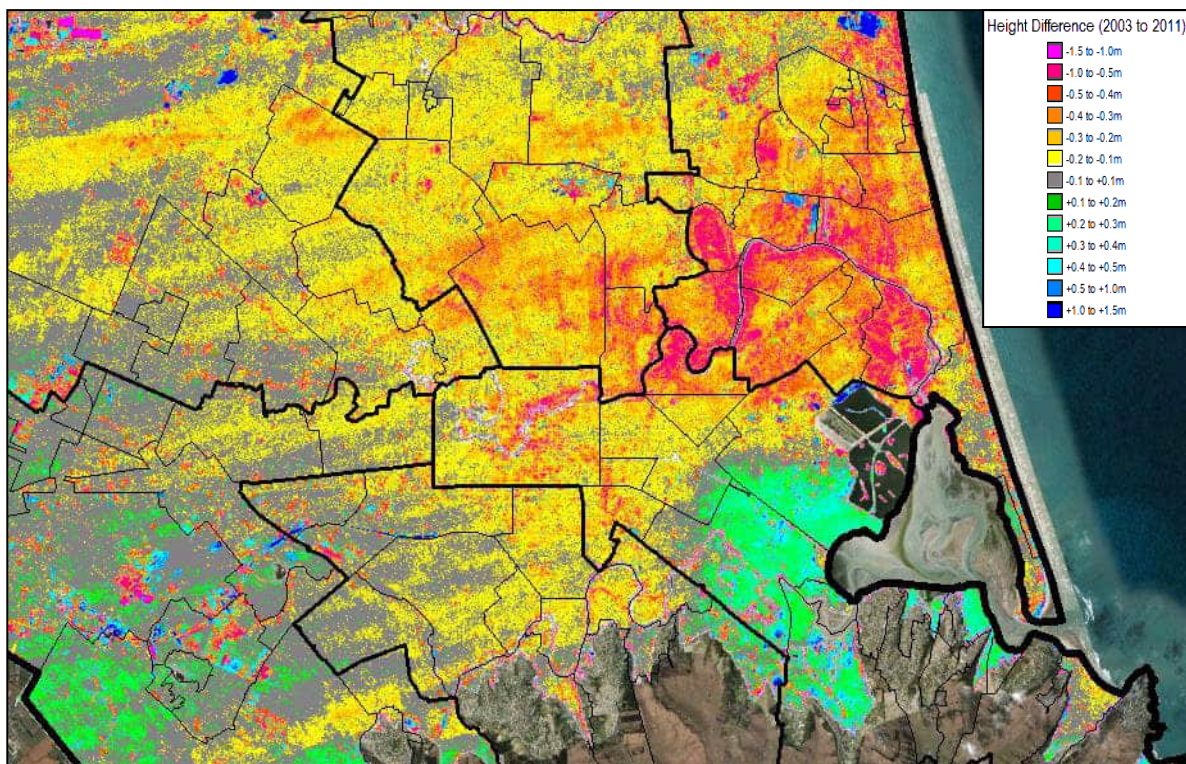 Height Difference (2003 to 2011)
-1.5 to -1.0m
-1.0 to -0.5m
-0.5 to -0.4m
-0.4 to -0.3m
-0.3 to -0.2m
-0.2 to -0.1m
-0.1 to +0.1m
+0.1 to +0.2m
+0.2 to +0.3m
+0.3 to +0.4m
+0.4 to +0.5m
+0.5 to +1.0m
+1.0 to +1.5m